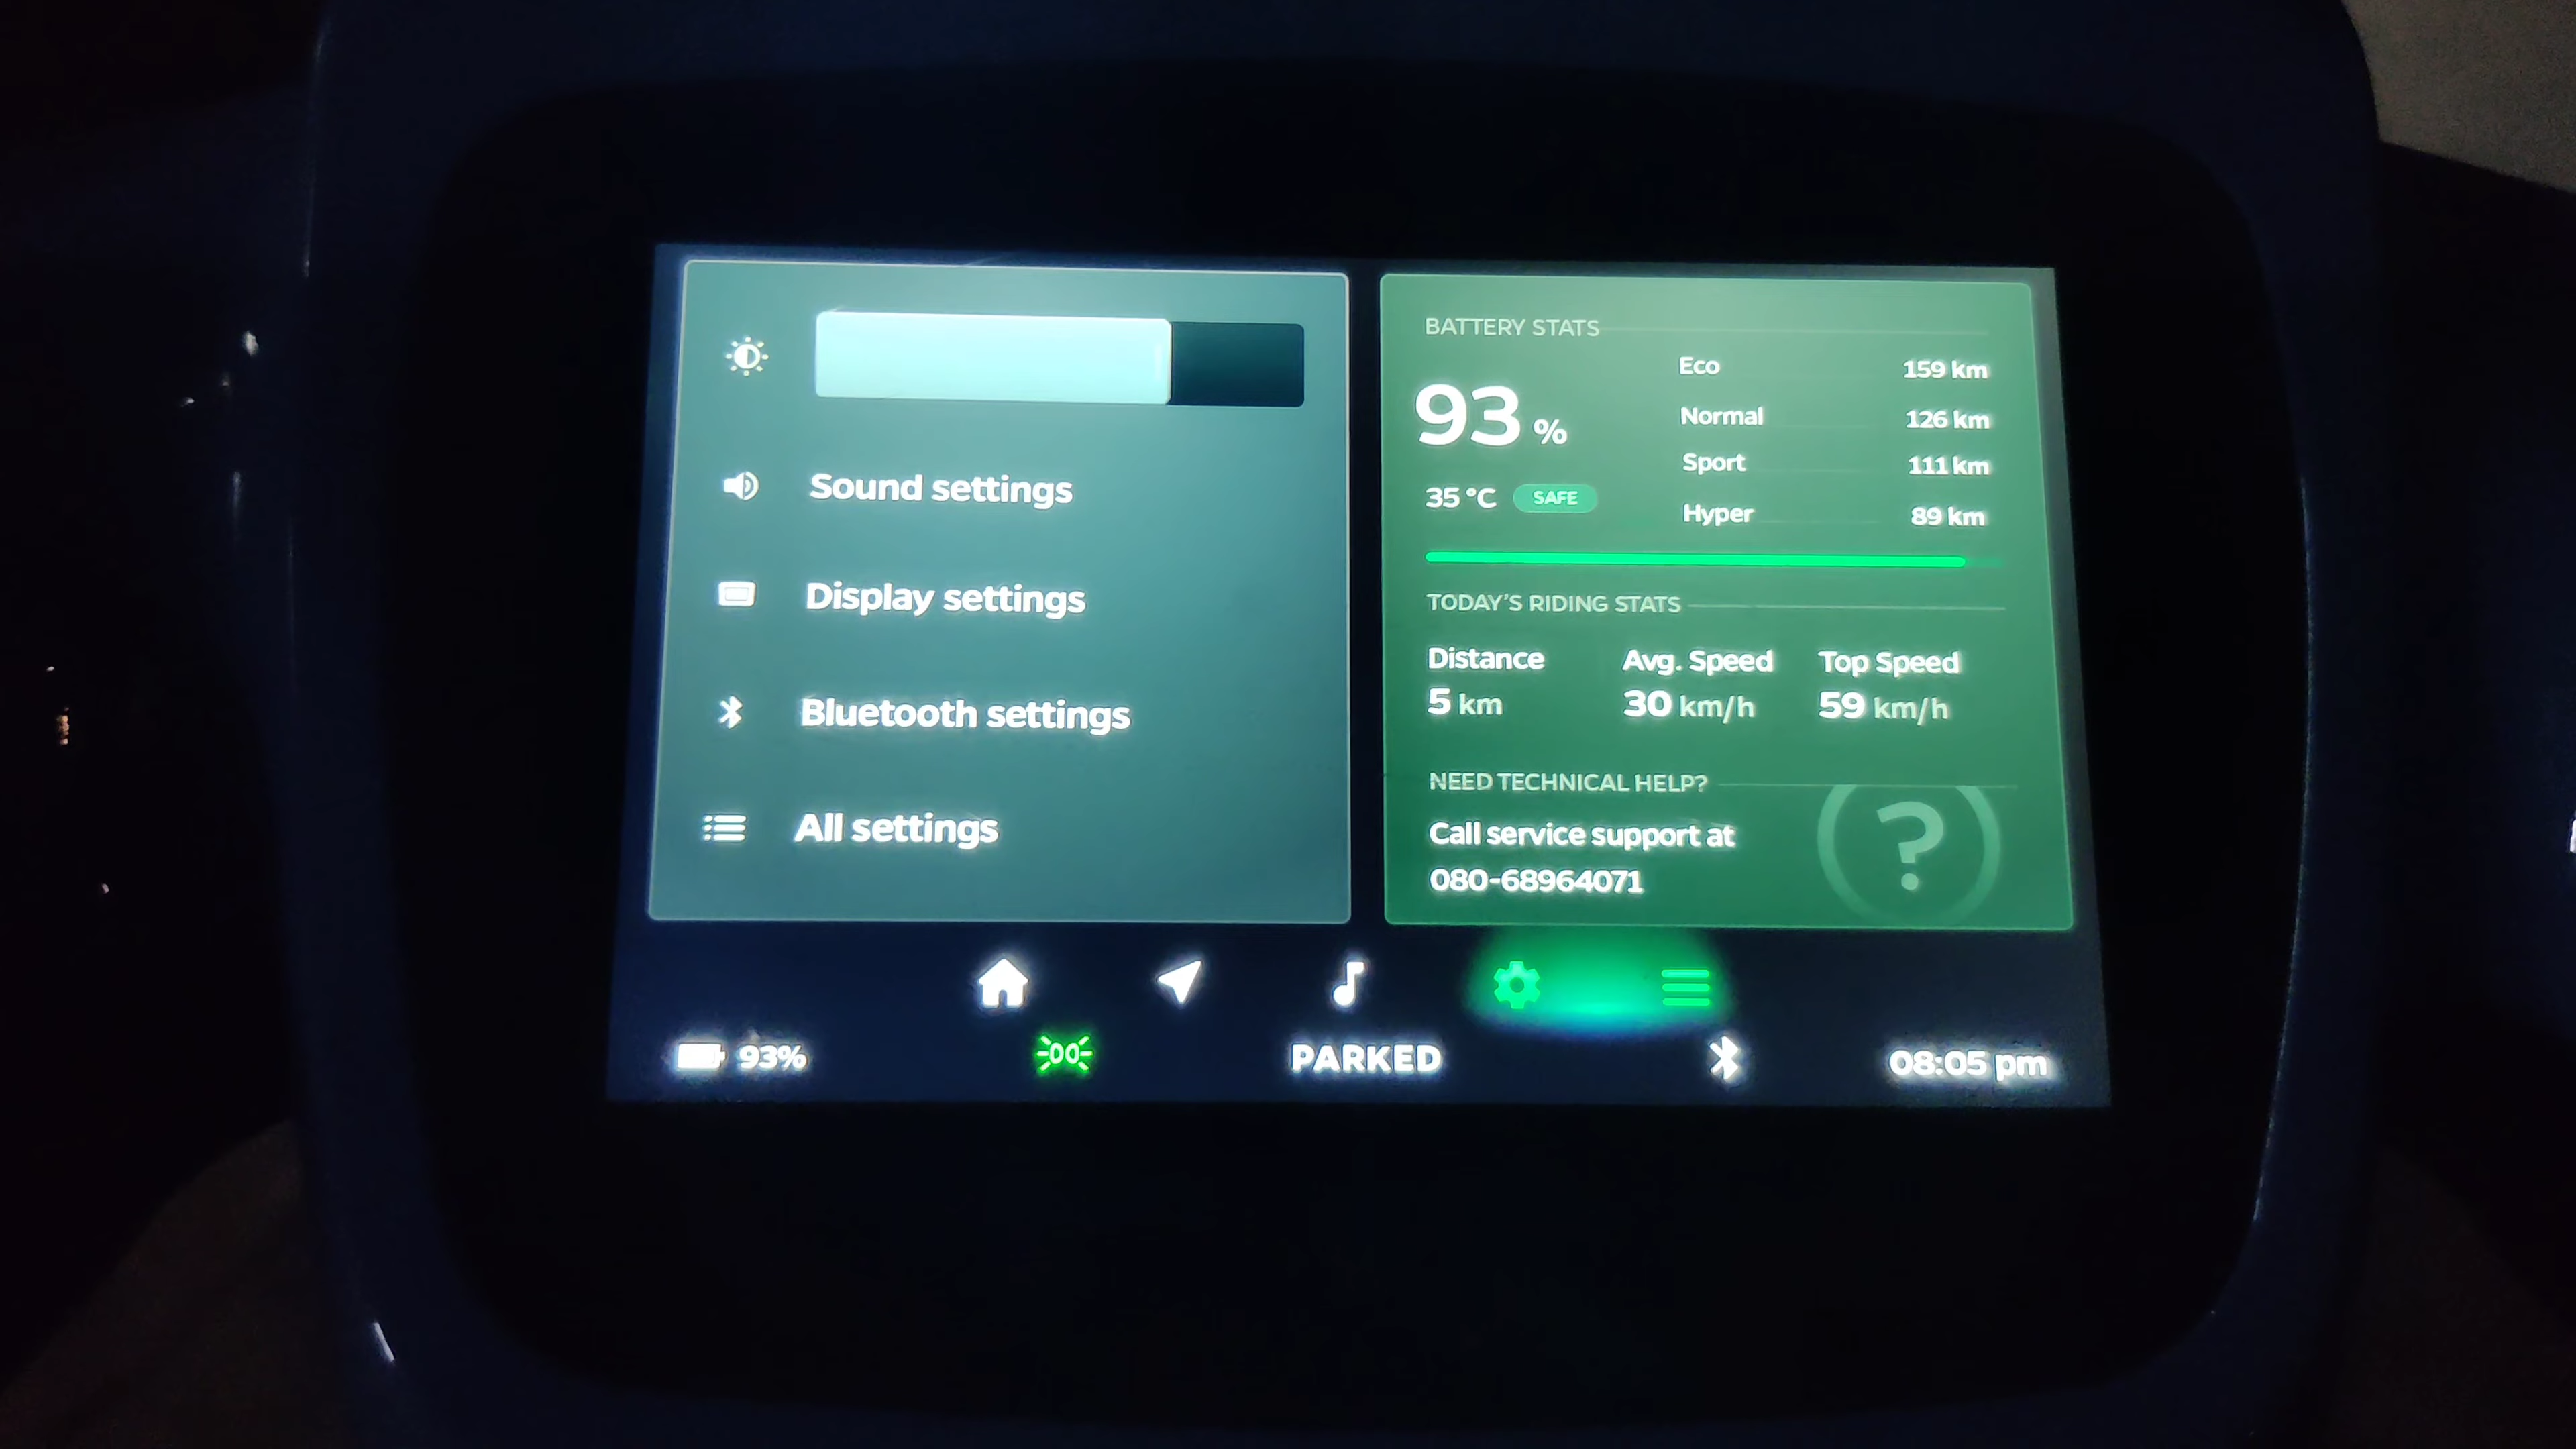 Sound settings
Display settings
Bluetooth settings
All settings
BATTERY STATS
93 %
35 °C SAFE
Eco 159 km
Normal 126 km
Sport 111 km
Hyper 89 km
TODAY'S RIDING STATS
Distance Avg. Speed Top Speed
5 km 30 km/h 59 km/h
NEED TECHNICAL HELP?
Call service support at
080-68964071
?
93% PARKED 08:05 pm